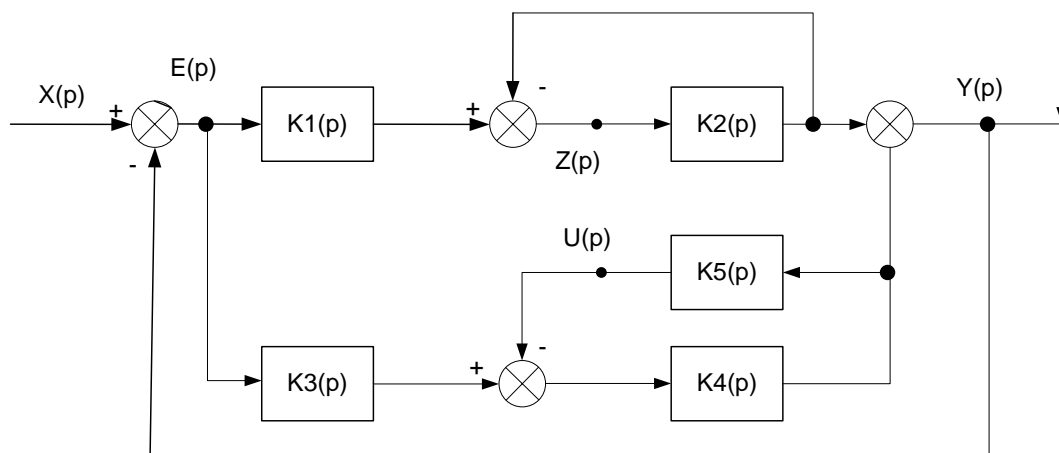 E(p)
X(p)
+
K1(p)
+
-
K2(p)
Y(p)
-
Z(p)
U(p)
K5(p)
-
K3(p)
+
K4(p)